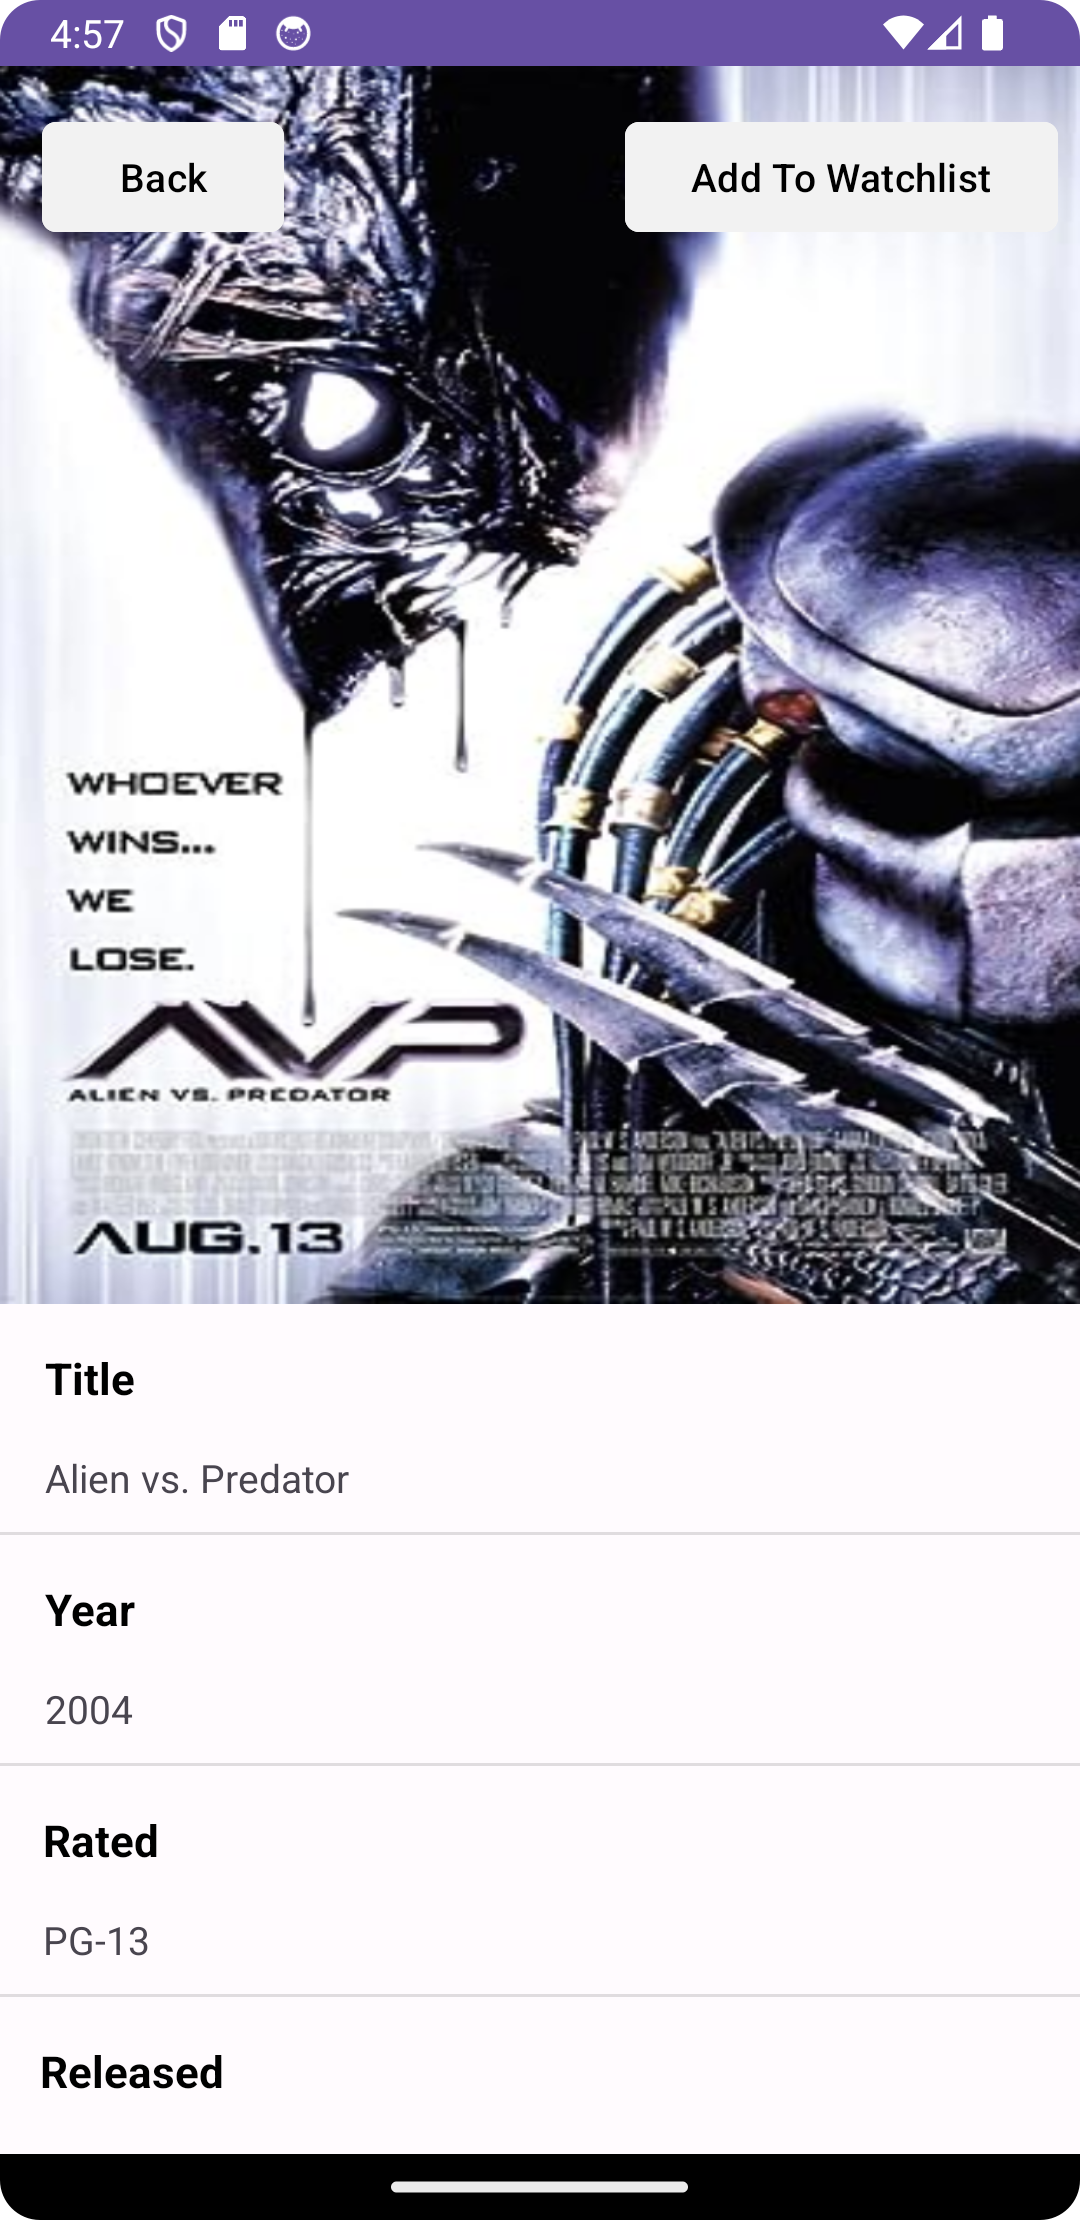 4:57
Back
Add To Watchlist
WHOEVER
WINS...
WE
LOSE.
AVP
ALIEN VS. PREDATOR
AUG.13
Title
Alien vs. Predator
Year
2004
Rated
PG-13
Released